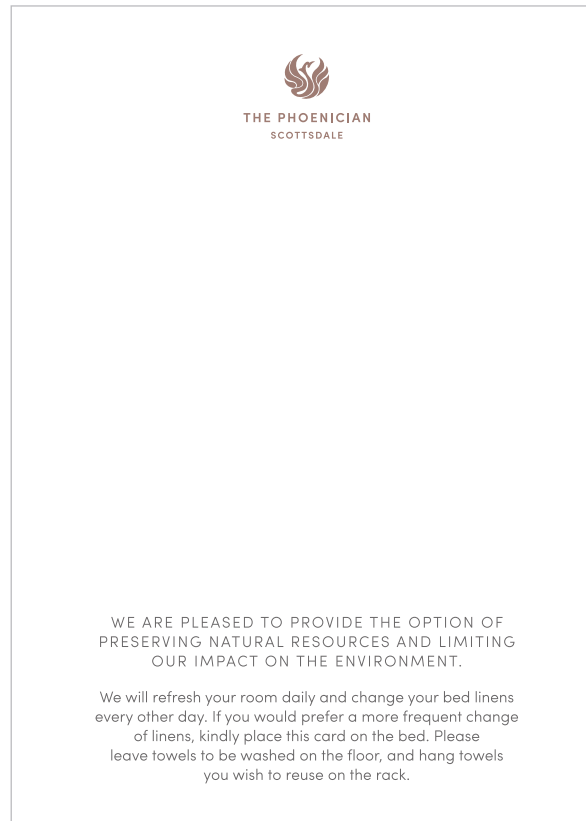 THE PHOENICIAN
SCOTTSDALE
WE ARE PLEASED TO PROVIDE THE OPTION OF
PRESERVING NATURAL RESOURCES AND LIMITING
OUR IMPACT ON THE ENVIRONMENT.
We will refresh your room daily and change your bed linens
every other day. If you would prefer a more frequent change
of linens, kindly place this card on the bed. Please
leave towels to be washed on the floor, and hang towels
you wish to reuse on the rack.